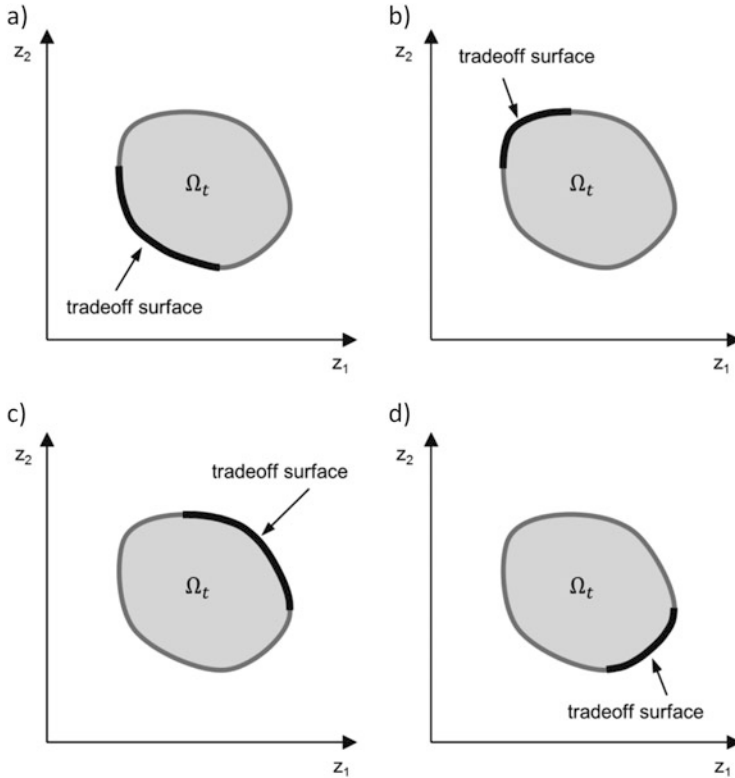 a)
z₂
Ωₜ
tradeoff surface
z₁
b)
z₂
tradeoff surface
Ωₜ
z₁
c)
z₂
tradeoff surface
Ωₜ
z₁
d)
z₂
Ωₜ
tradeoff surface
z₁